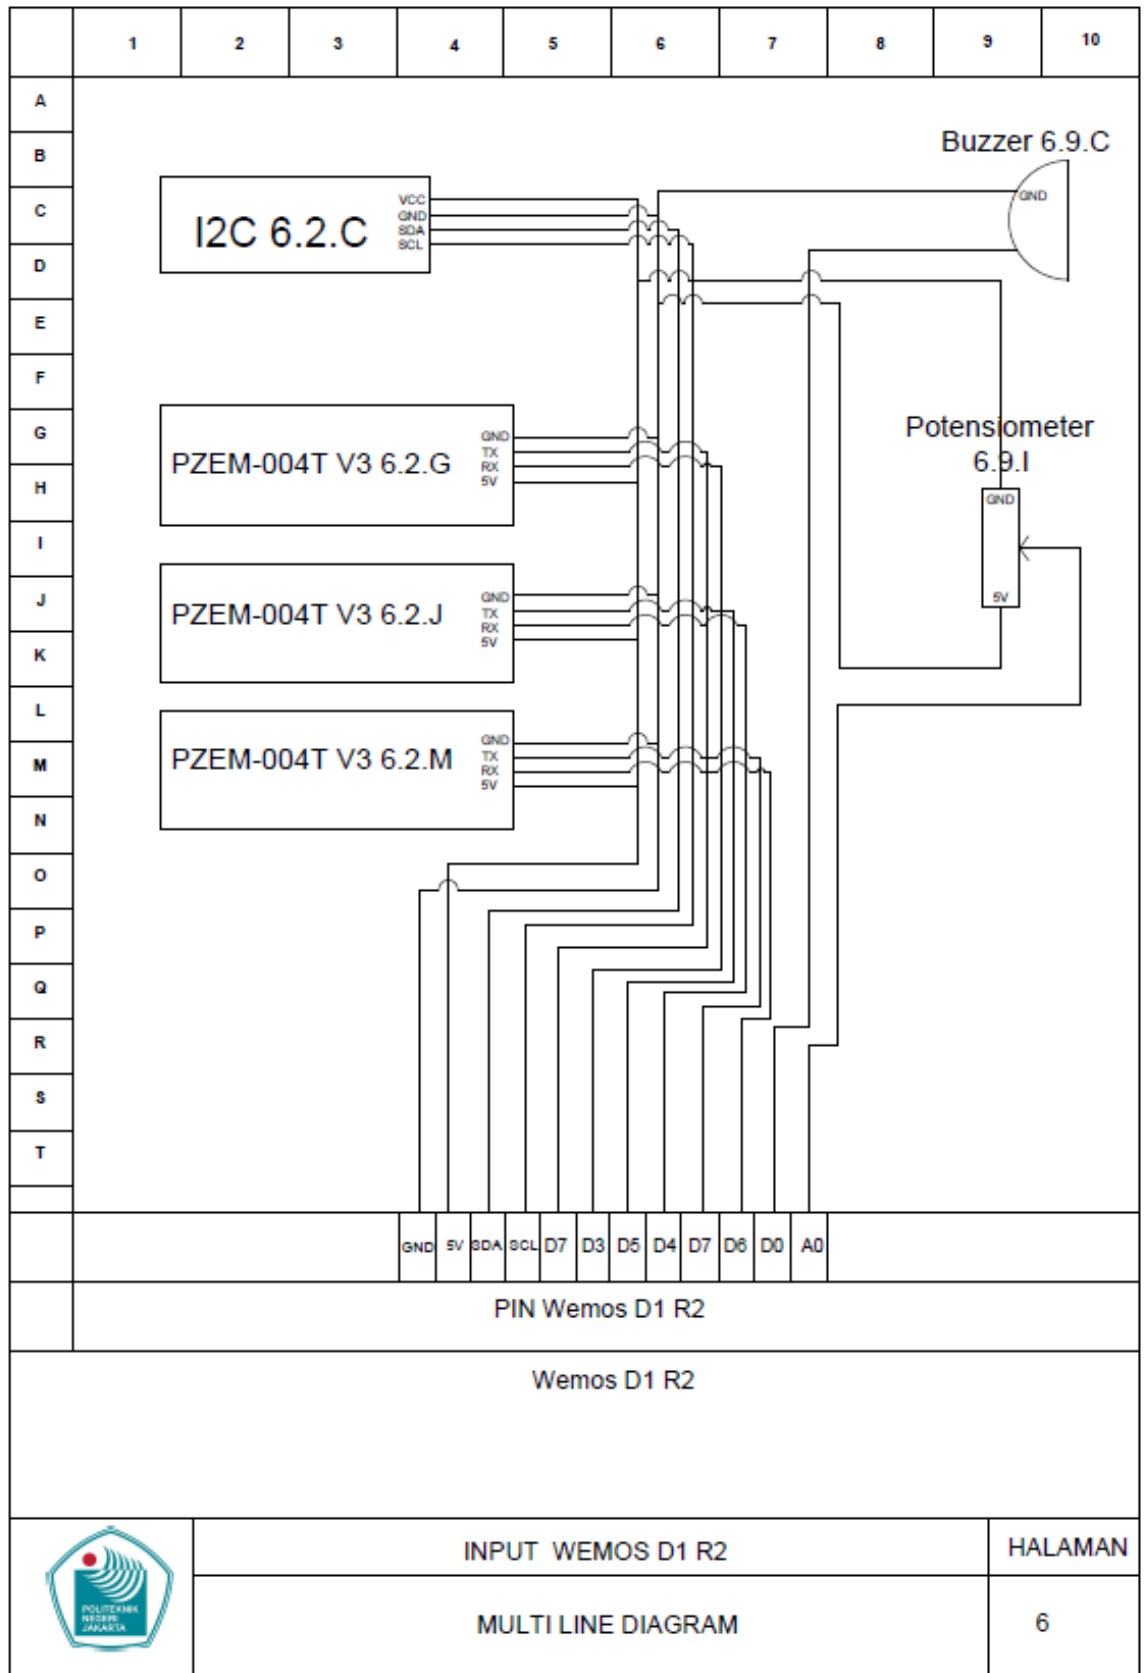 1 2 3 4 5 6 7 8 9 10
A
B
C
D
E
F
G
H
I
J
K
L
M
N
O
P
Q
R
S
T
Buzzer 6.9.C
GND
I2C 6.2.C
VCC
GND
SDA
SCL
Potensiometer
6.9.I
GND
5V
PZEM-004T V3 6.2.G
GND
TX
RX
5V
PZEM-004T V3 6.2.J
GND
TX
RX
5V
PZEM-004T V3 6.2.M
GND
TX
RX
5V
GND 5V SDA SCL D7 D3 D5 D4 D7 D6 D0 A0
PIN Wemos D1 R2
Wemos D1 R2
POLITEKNIK
NEGERI
JAKARTA
INPUT WEMOS D1 R2
HALAMAN
MULTI LINE DIAGRAM
6